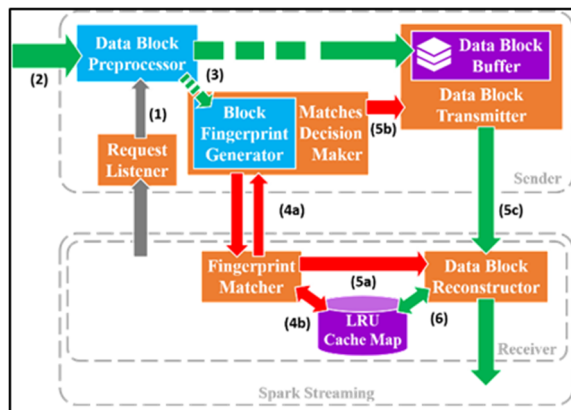 Data Block
Preprocessor
(2)
(3)
Data Block
Buffer
Data Block
Transmitter
(1)
Block
Fingerprint
Generator
Matches
Decision
Maker
(5b)
Request
Listener
Sender
(4a)
(5c)
Fingerprint
Matcher
(5a)
Data Block
Reconstructor
(4b)
LRU
Cache Map
(6)
Receiver
Spark Streaming